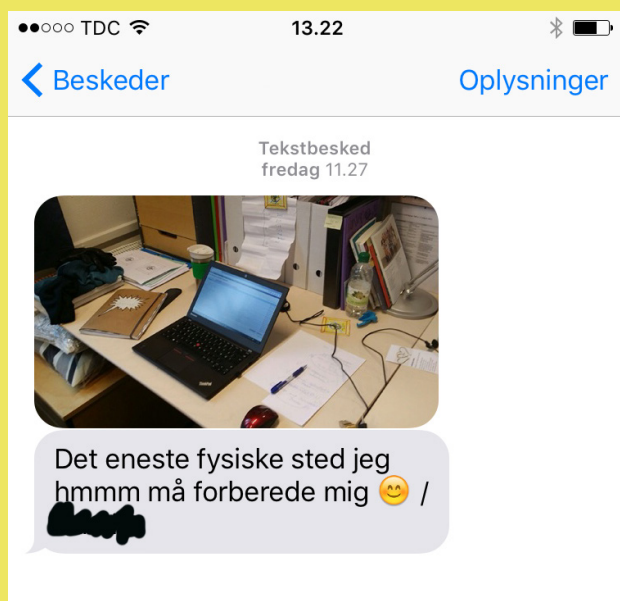 TDC
13.22
Beskeder
Oplysninger
Tekstbesked
fredag 11.27
Det eneste fysiske sted jeg
hmmm må forberede mig 😊 /